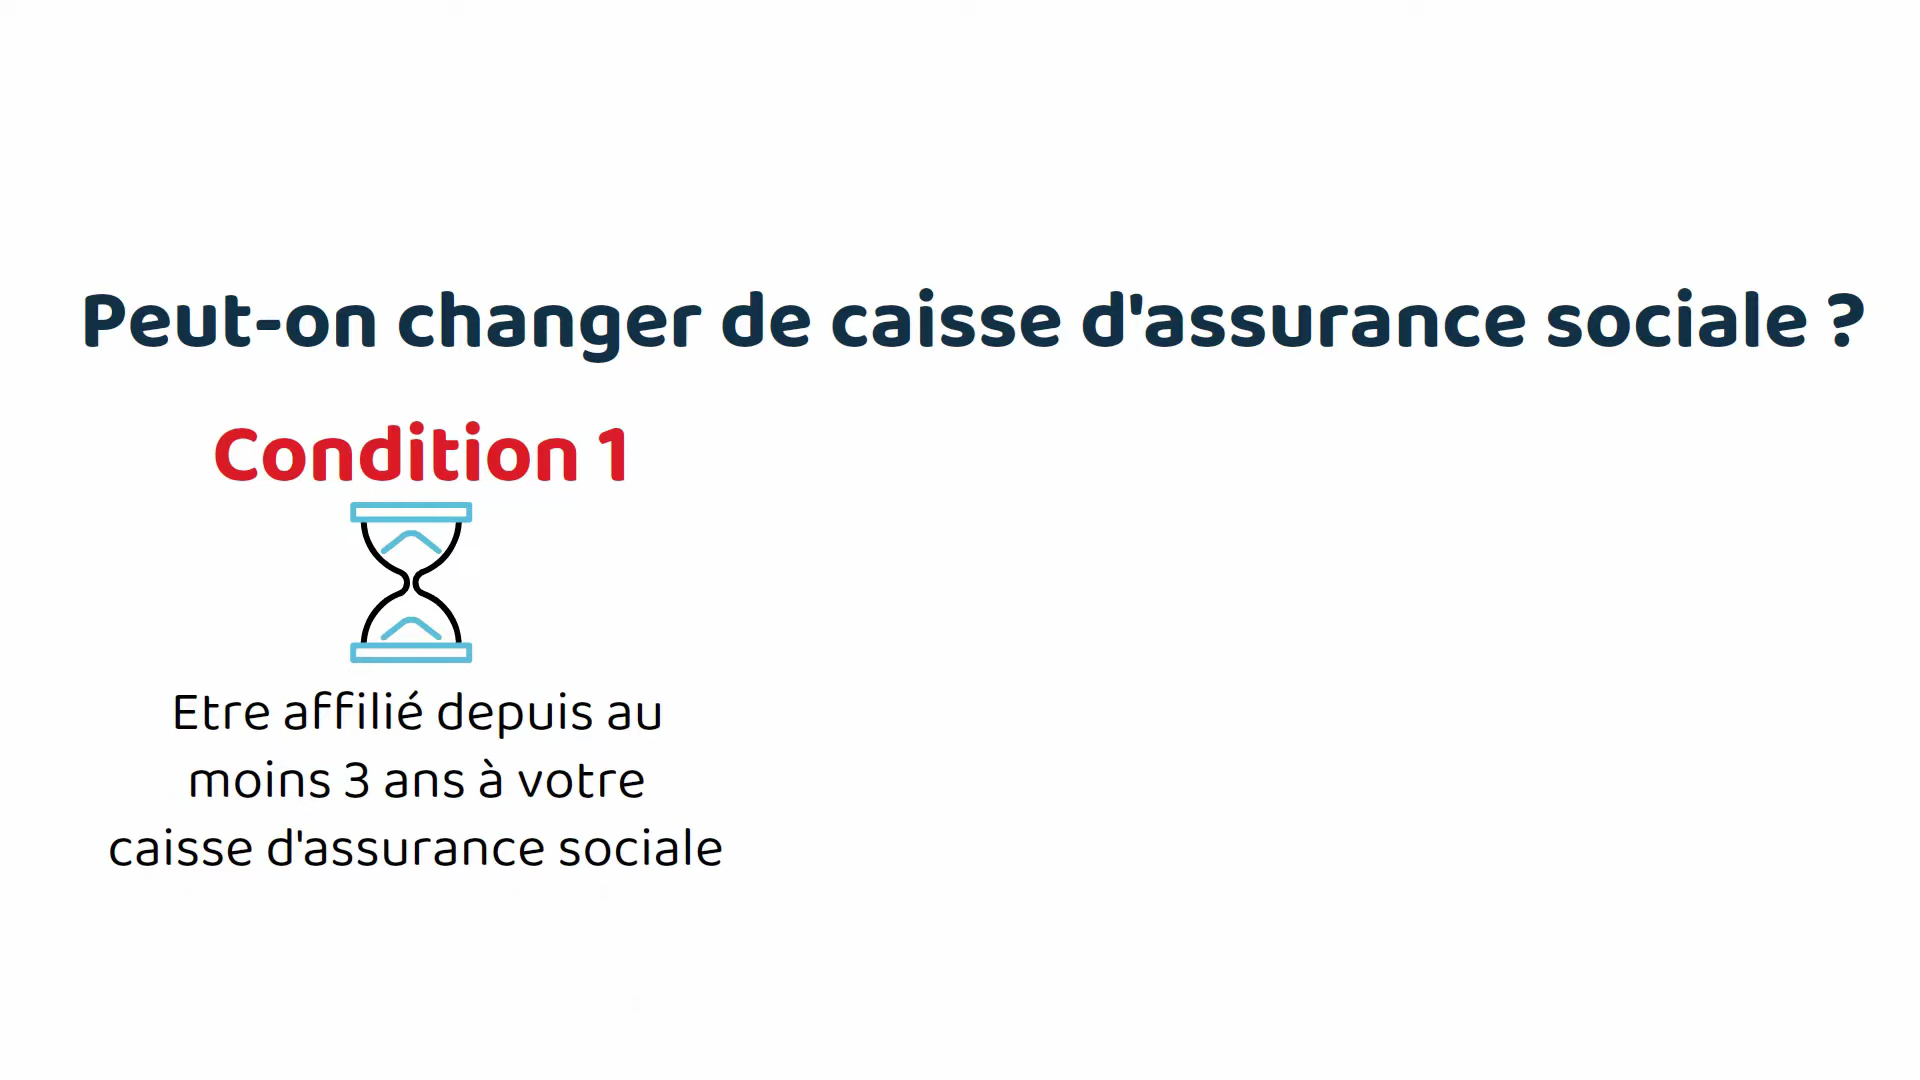 Peut-on changer de caisse d'assurance sociale ?
Condition 1
Etre affilié depuis au
moins 3 ans à votre
caisse d'assurance sociale